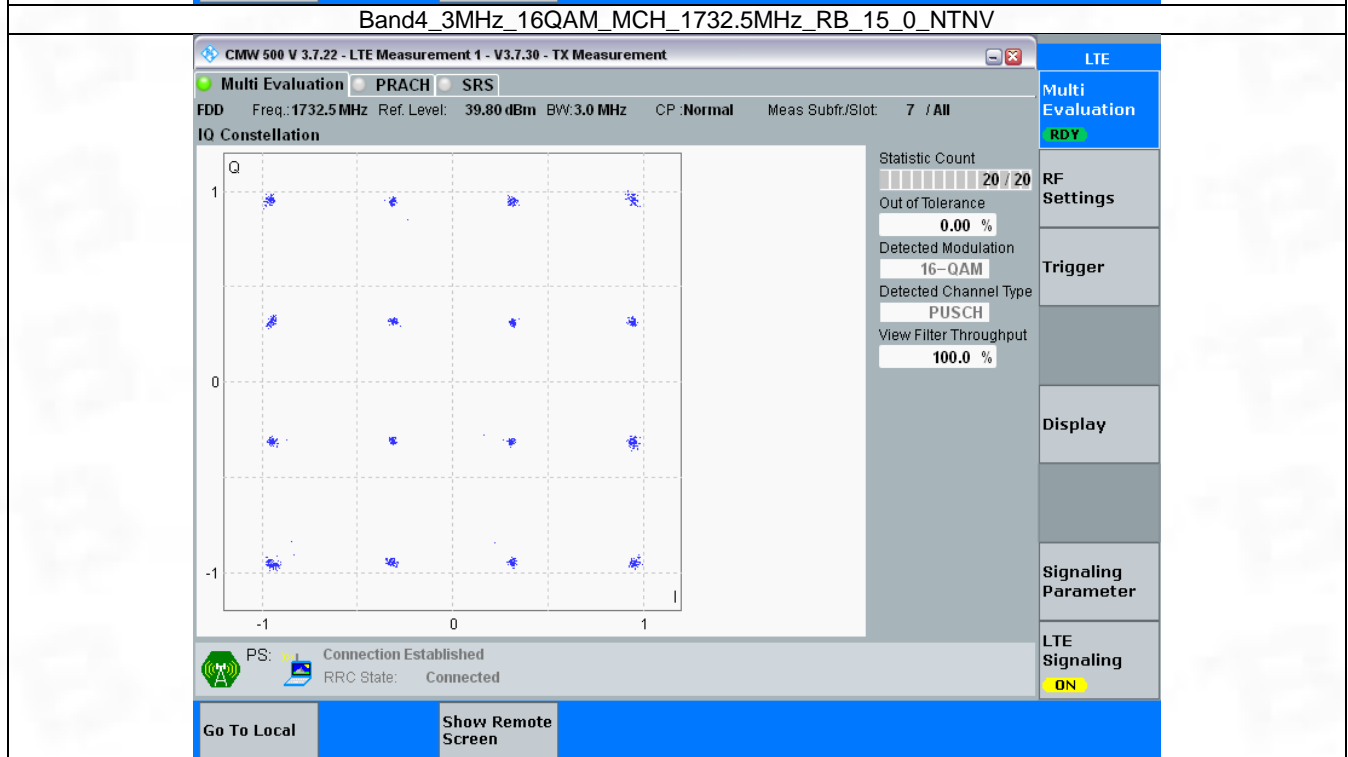 Band4_3MHz_16QAM_MCH_1732.5MHz_RB_15_0_NTNV
CMW 500 V 3.7.22 - LTE Measurement 1 - V3.7.30 - TX Measurement
LTE
Multi Evaluation PRACH SRS
Multi
Evaluation
RDY
FDD Freq.:1732.5 MHz Ref. Level: 39.80 dBm BW:3.0 MHz CP :Normal Meas Subfr./Slot: 7 / All
IQ Constellation
Q
1
0
-1
I
-1 0 1
Statistic Count
20 / 20
Out of Tolerance
0.00 %
Detected Modulation
16-QAM
Detected Channel Type
PUSCH
View Filter Throughput
100.0 %
RF
Settings
Trigger
Display
Signaling
Parameter
LTE
Signaling
ON
PS: Connection Established
RRC State: Connected
Go To Local
Show Remote
Screen